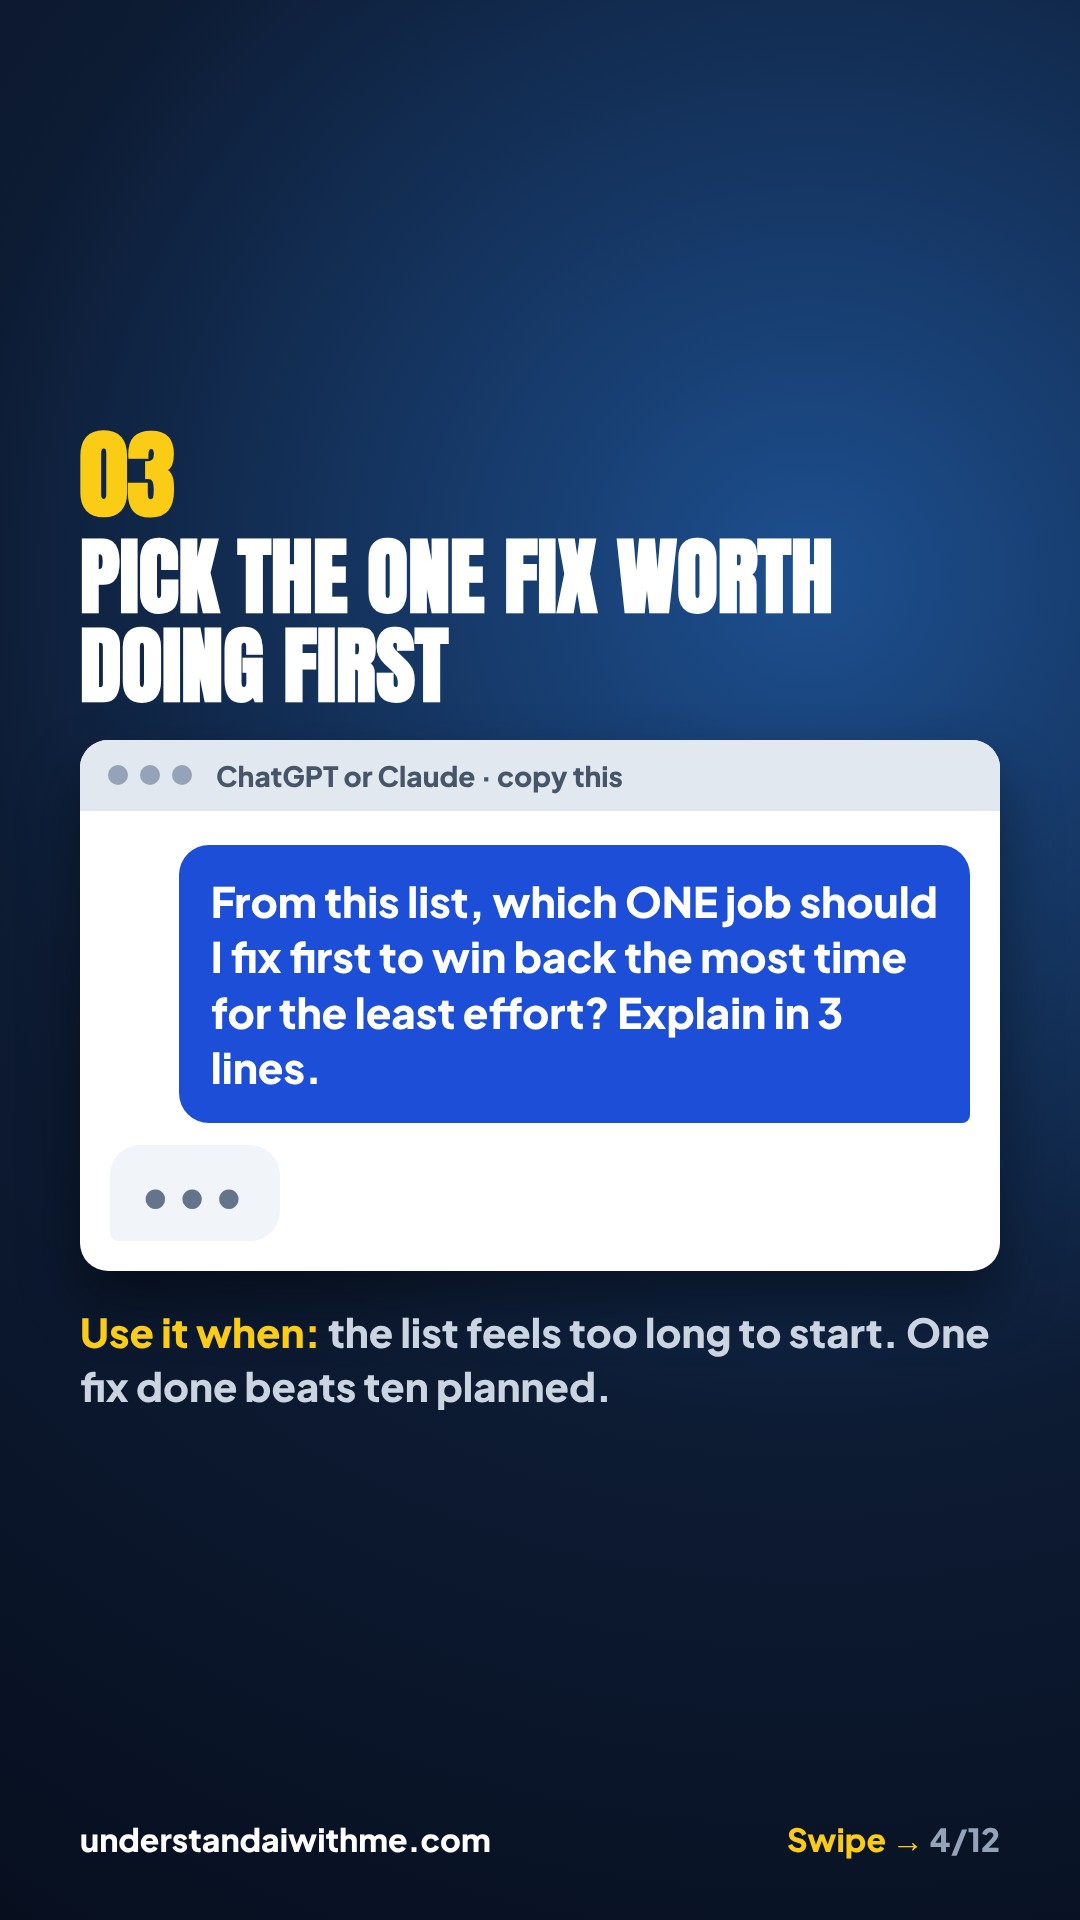 03
PICK THE ONE FIX WORTH
DOING FIRST
ChatGPT or Claude · copy this
From this list, which ONE job should
I fix first to win back the most time
for the least effort? Explain in 3
lines.
Use it when: the list feels too long to start. One
fix done beats ten planned.
understandaiwithme.com
Swipe → 4/12